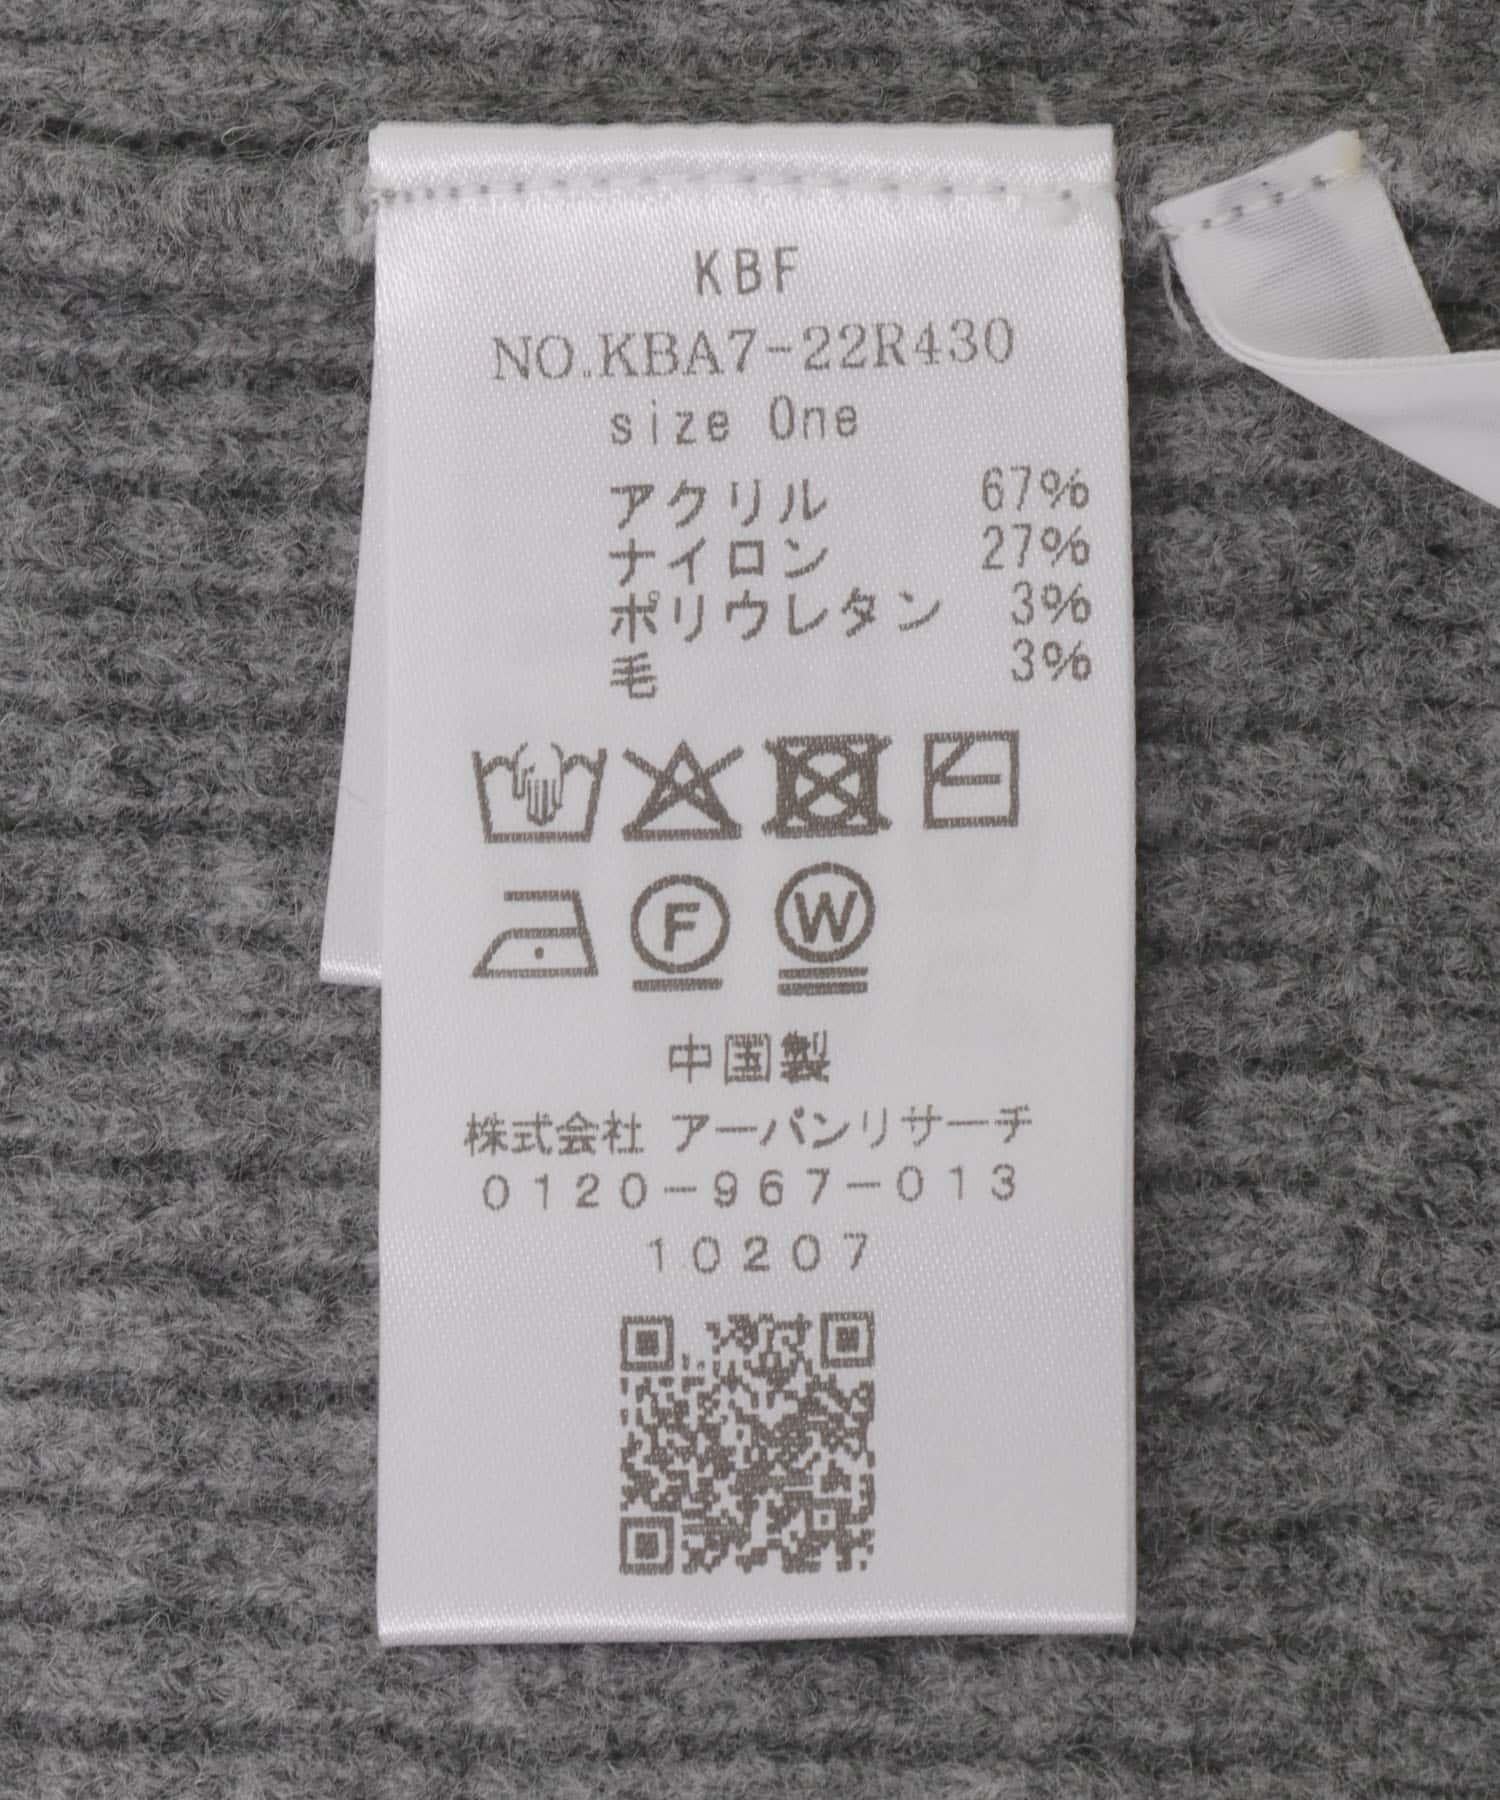 KBF
NO.KBA7-22R430
size One
アクリル 67%
ナイロン 27%
ポリウレタン 3%
毛 3%
F W
中国製
株式会社 アーバンリサーチ
0120-967-013
10207